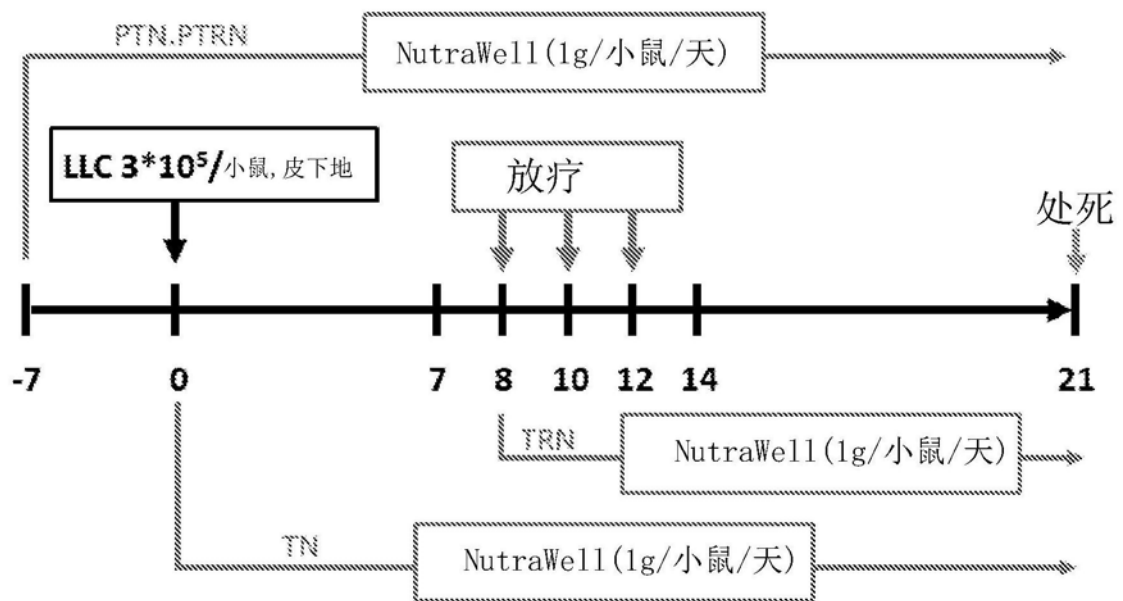 PTN.PTRN
NutraWell(1g/小鼠/天)
LLC 3*10⁵/小鼠,皮下地
放疗
处死
-7 0 7 8 10 12 14 21
TRN
NutraWell(1g/小鼠/天)
TN
NutraWell(1g/小鼠/天)